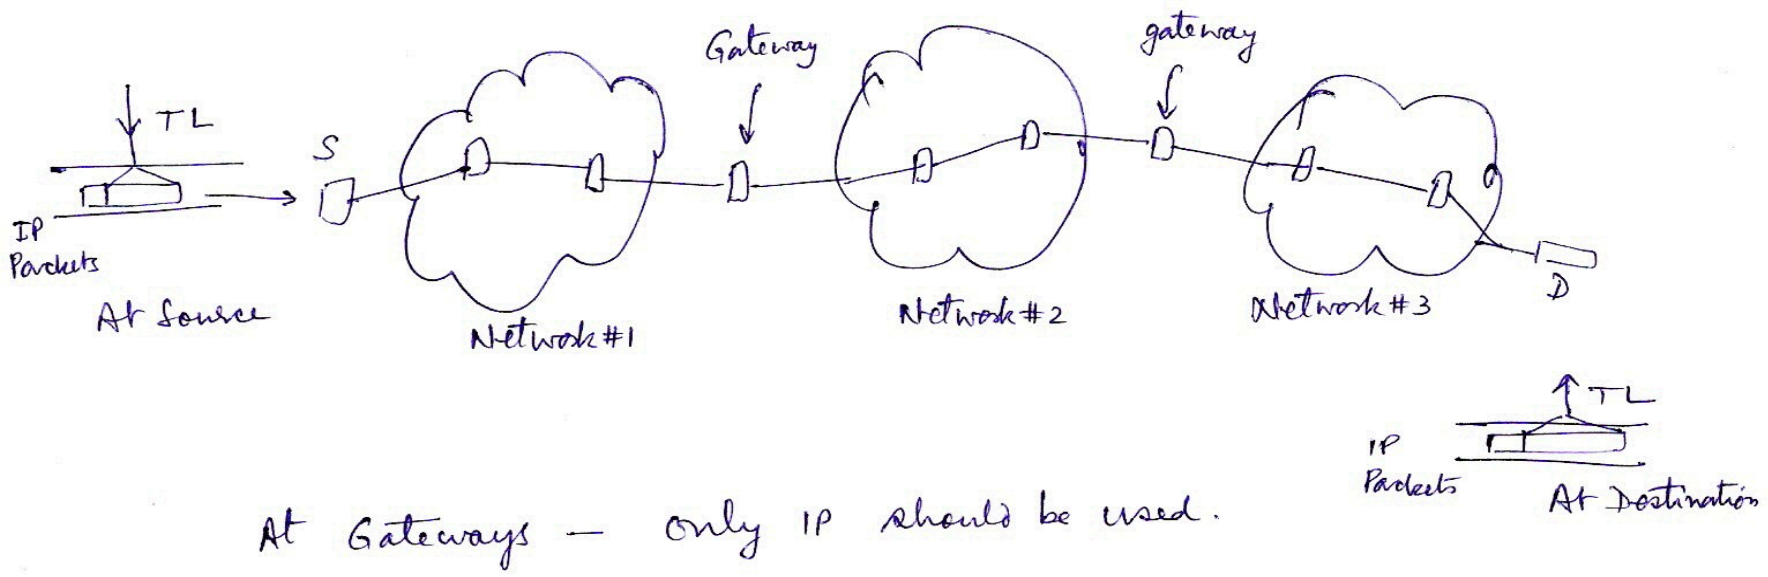 Gateway
gateway
TL
S
IP
Packets
At Source
Network #1
Network #2
Network #3
D
TL
IP
Packets
At Destination
At Gateways — only IP should be used.